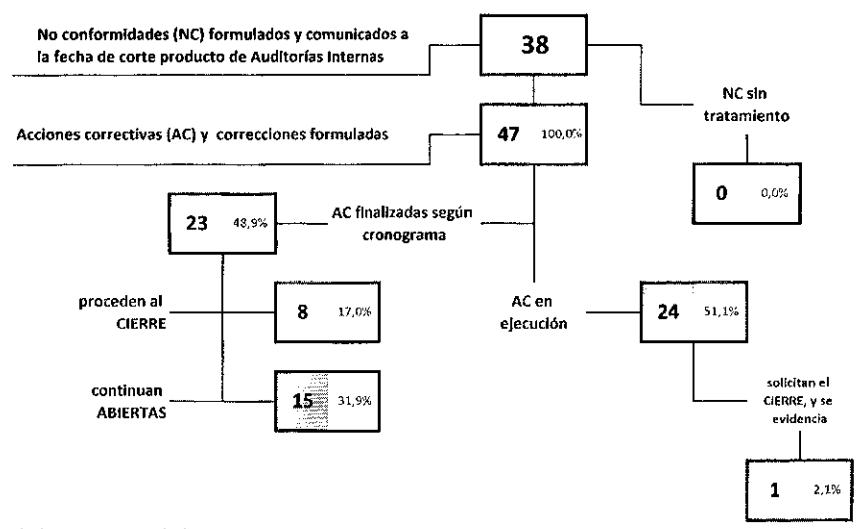 No conformidades (NC) formulados y comunicados a
la fecha de corte producto de Auditorías Internas
38
NC sin
tratamiento
0 0,0%
Acciones correctivas (AC) y correcciones formuladas
47 100,0%
23 48,9%
AC finalizadas según
cronograma
proceden al
CIERRE
8 17,0%
AC en
ejecución
24 51,1%
continuan
ABIERTAS
15 31,9%
solicitan el
CIERRE, y se
evidencia
1 2,1%